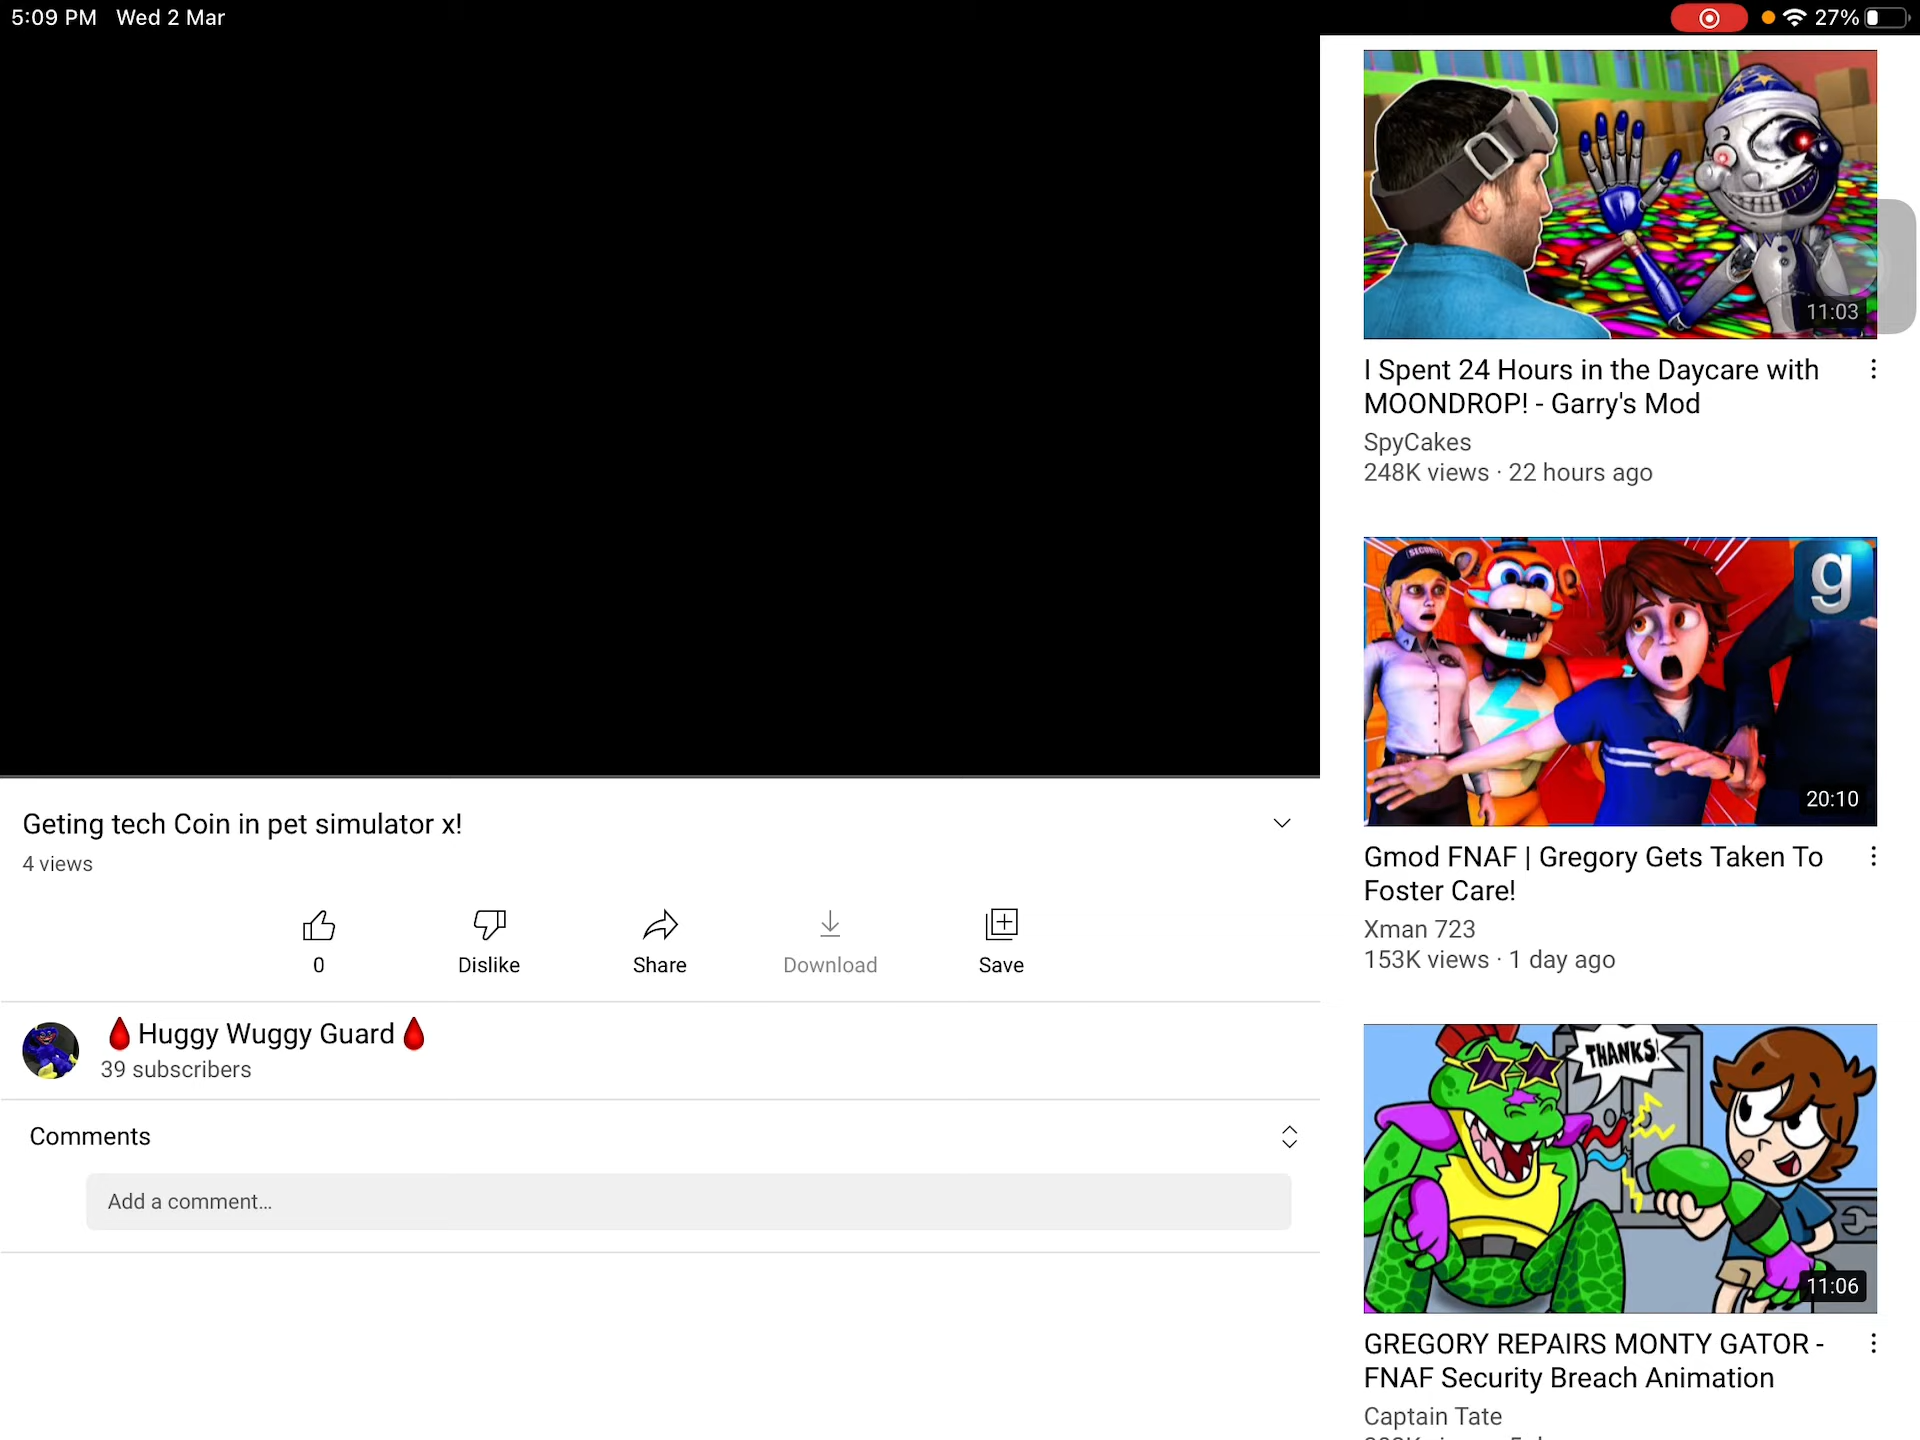 5:09 PM Wed 2 Mar
27%
Geting tech Coin in pet simulator x!
4 views
0
Dislike
Share
Download
Save
🩸Huggy Wuggy Guard🩸
39 subscribers
Comments
Add a comment...
11:03
I Spent 24 Hours in the Daycare with
MOONDROP! - Garry's Mod
SpyCakes
248K views · 22 hours ago
SECURITY
g
20:10
Gmod FNAF | Gregory Gets Taken To
Foster Care!
Xman 723
153K views · 1 day ago
THANKS!
11:06
GREGORY REPAIRS MONTY GATOR -
FNAF Security Breach Animation
Captain Tate